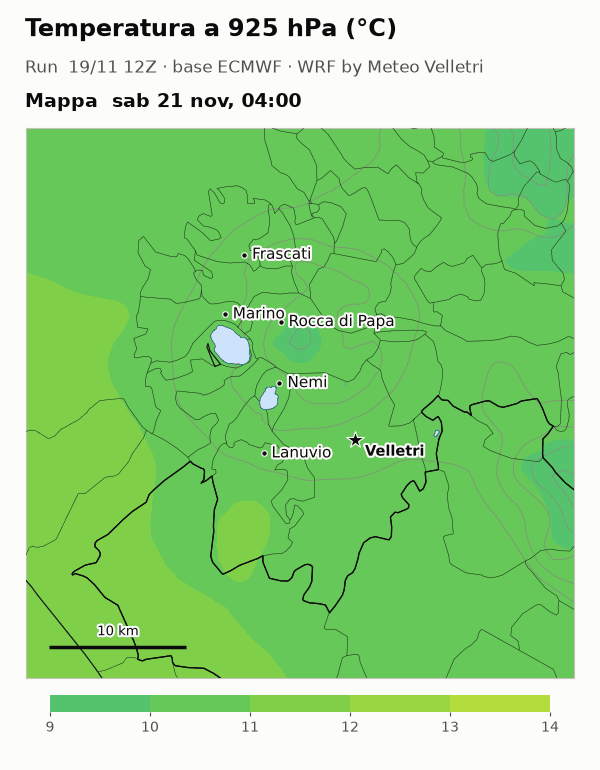 Temperatura a 925 hPa (°C)
Run  19/11 12Z · base ECMWF · WRF by Meteo Velletri
Mappa  sab 21 nov, 04:00
Frascati
Marino
Rocca di Papa
Nemi
Velletri
Lanuvio
10 km
9 10 11 12 13 14